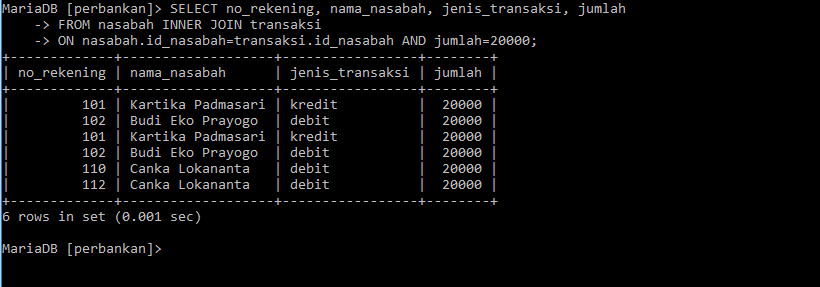 MariaDB [perbankan]> SELECT no_rekening, nama_nasabah, jenis_transaksi, jumlah
    -> FROM nasabah INNER JOIN transaksi
    -> ON nasabah.id_nasabah=transaksi.id_nasabah AND jumlah=20000;
+-------------+-------------------+-----------------+--------+
| no_rekening | nama_nasabah      | jenis_transaksi | jumlah |
+-------------+-------------------+-----------------+--------+
|         101 | Kartika Padmasari | kredit          |  20000 |
|         102 | Budi Eko Prayogo  | debit           |  20000 |
|         101 | Kartika Padmasari | kredit          |  20000 |
|         102 | Budi Eko Prayogo  | debit           |  20000 |
|         110 | Canka Lokananta   | debit           |  20000 |
|         112 | Canka Lokananta   | debit           |  20000 |
+-------------+-------------------+-----------------+--------+
6 rows in set (0.001 sec)
MariaDB [perbankan]>